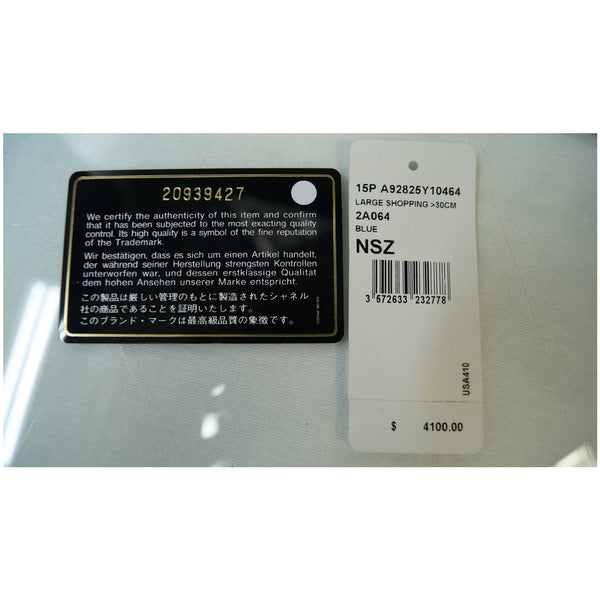 20939427
We certify the authenticity of this item and confirm
that it has been subjected to the most exacting quality
control. Its high quality is a symbol of the fine reputation
of the Trademark.
Wir bestätigen, dass es sich um einen Artikel handelt,
der während seiner Herstellung strengsten Kontrollen
unterworfen war, und dessen erstklassige Qualität
dem hohen Ansehen unserer Marke entspricht.
この製品は厳しい管理のもとに製造されたシャネル
社の商品であることを証明いたします。
このブランド・マークは最高級品質の象徴です。
15P A92825Y10464
LARGE SHOPPING >30CM
2A064
BLUE
NSZ
3 572633 232778
USA410
$ 4100.00